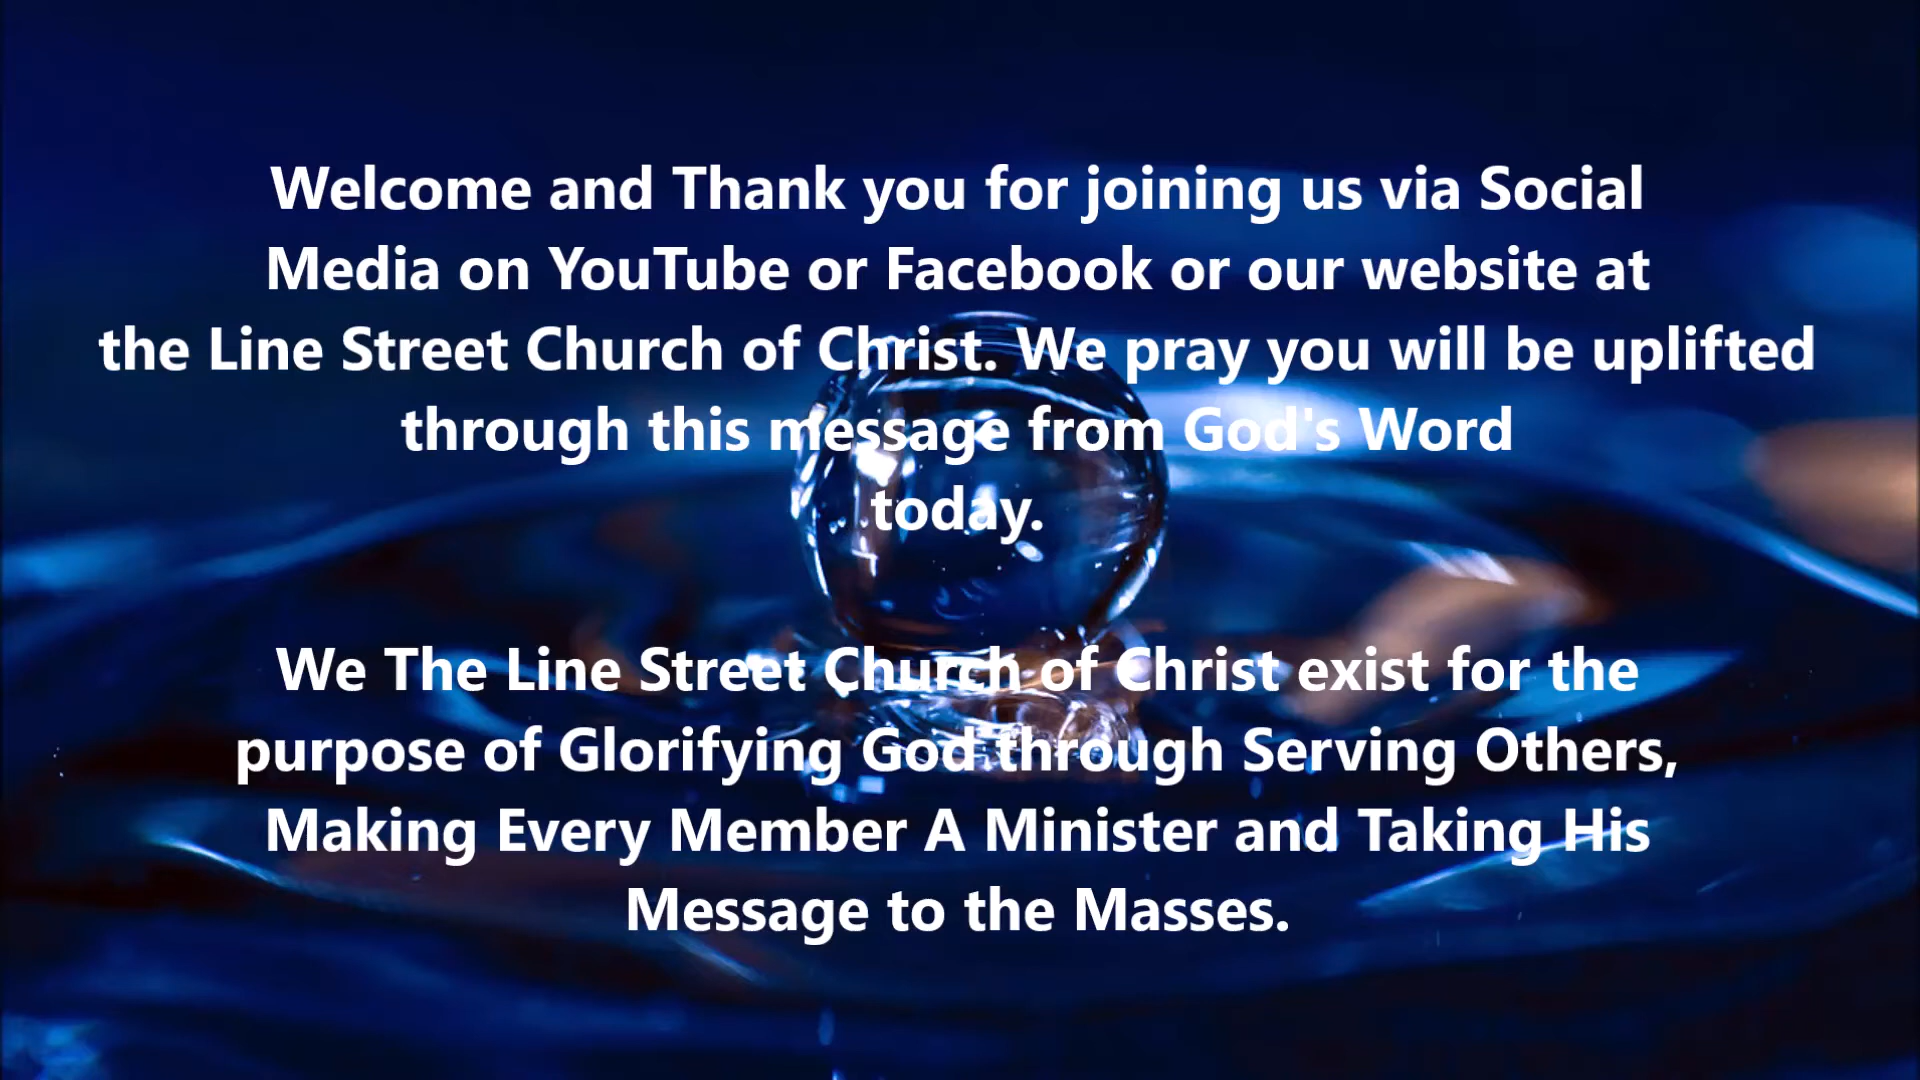 Welcome and Thank you for joining us via Social
Media on YouTube or Facebook or our website at
the Line Street Church of Christ. We pray you will be uplifted
through this message from God's Word
today.
We The Line Street Church of Christ exist for the
purpose of Glorifying God through Serving Others,
Making Every Member A Minister and Taking His
Message to the Masses.